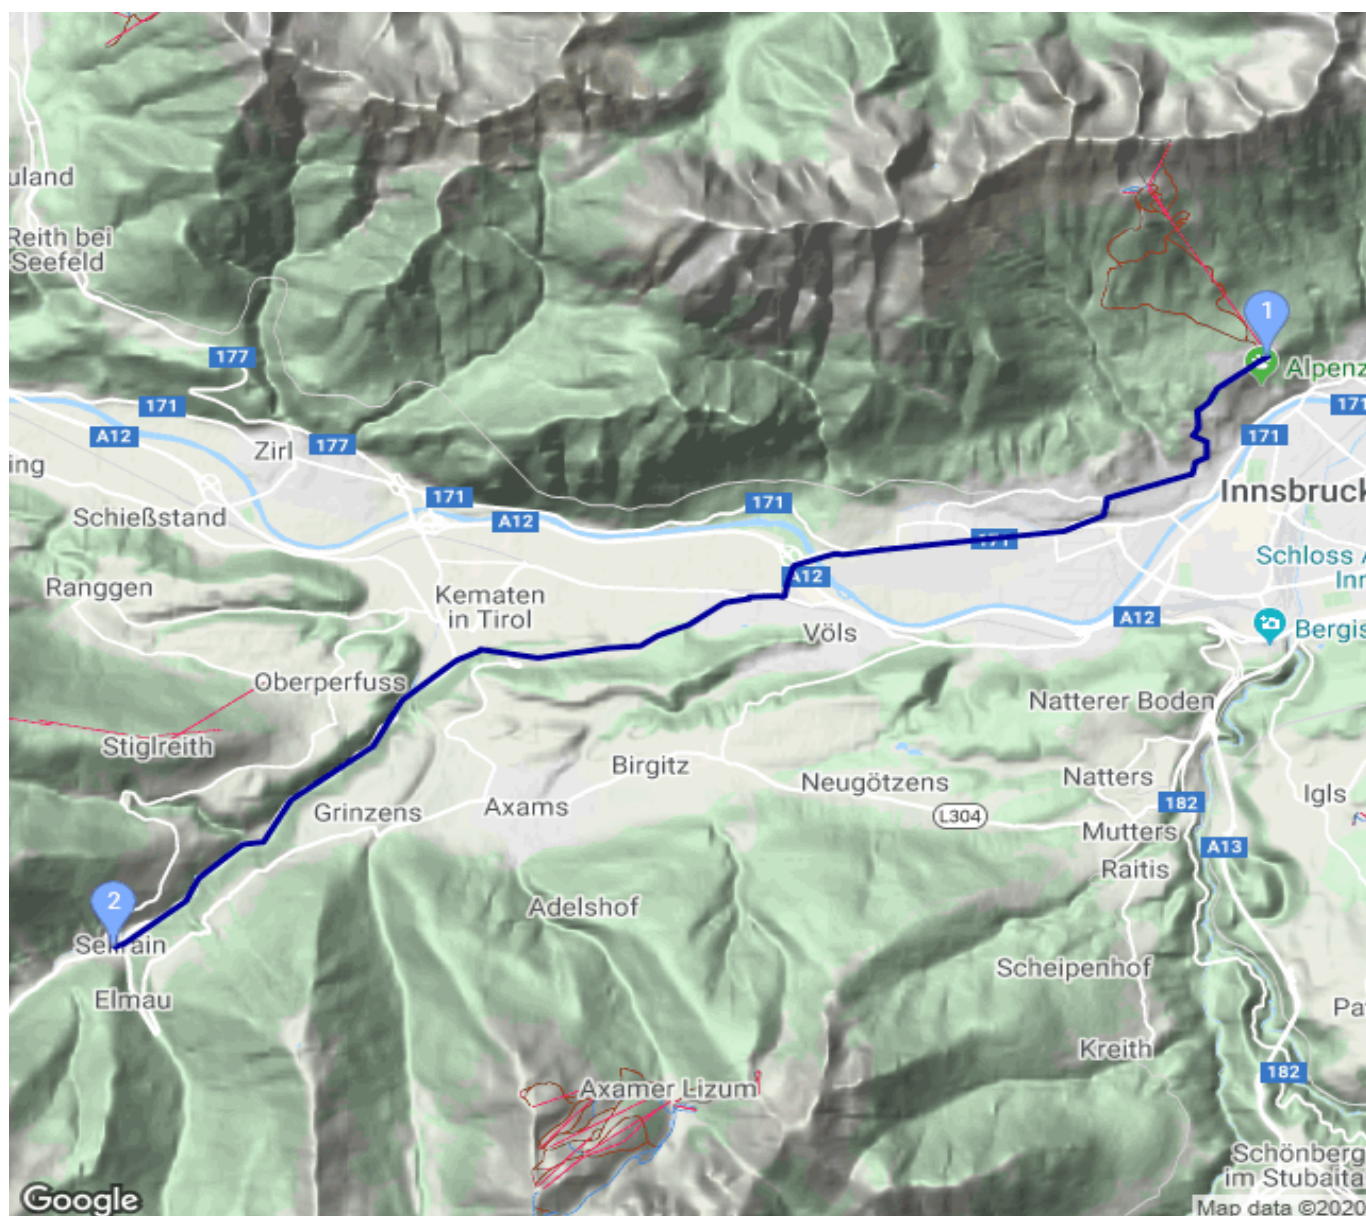 uland
Reith bei
Seefeld
177
171
A12
Zirl
177
ing
Schießstand
171
A12
171
A12
171
1
Alpenz
171
171
Innsbruck
Schloss A
Inn
Ranggen
Kematen
in Tirol
Völs
A12
Bergis
Oberperfuss
Stiglreith
Natterer Boden
Birgitz
Neugötzens
Natters
Igls
Grinzens
Axams
L304
182
Mutters
A13
Raitis
2
Adelshof
Sellrain
Elmau
Scheipenhof
Pat
Kreith
182
Axamer Lizum
Schönberg
im Stubaita
Google
Map data ©2020